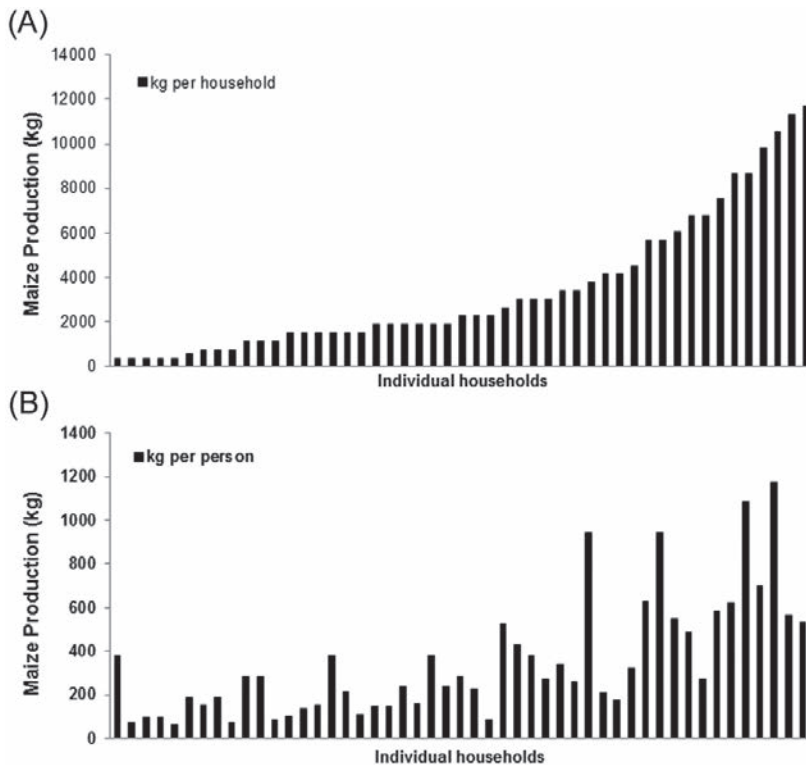 (A)
14000
12000
10000
8000
6000
4000
2000
0
Maize Production (kg)
kg per household
Individual households
(B)
1400
1200
1000
800
600
400
200
0
Maize Production (kg)
kg per person
Individual households